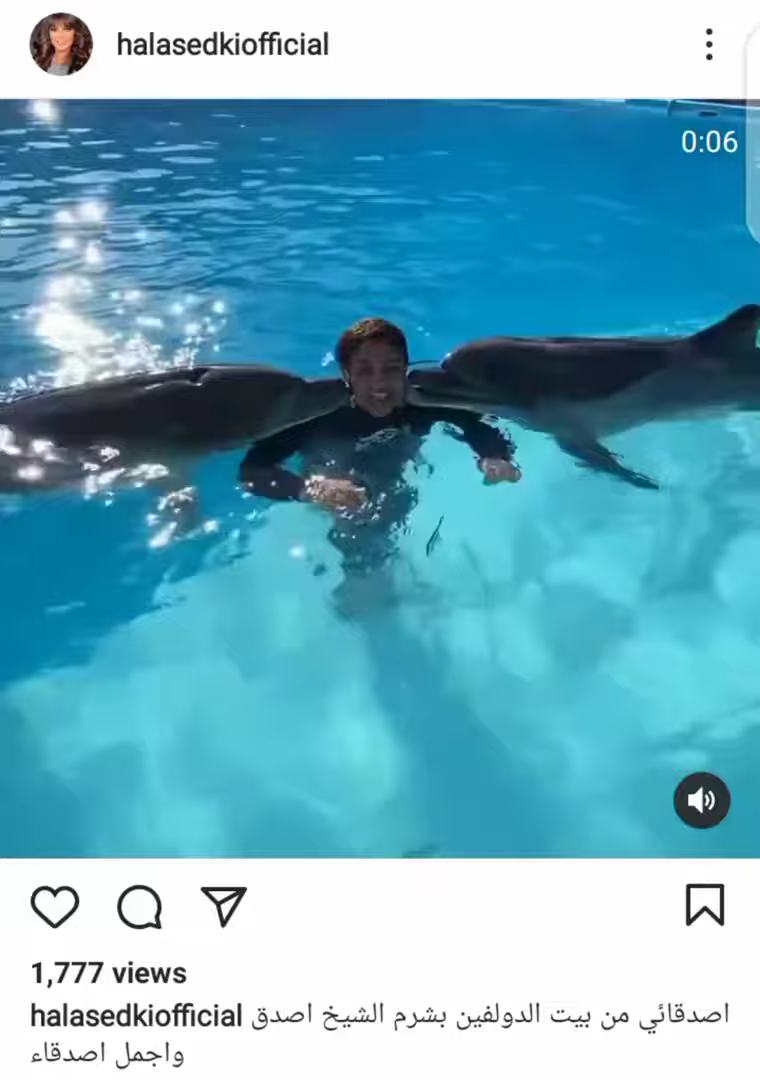 halasedkiofficial
0:06
1,777 views
halasedkiofficial اصدقائي من بيت الدولفين بشرم الشيخ اصدق
واجمل اصدقاء